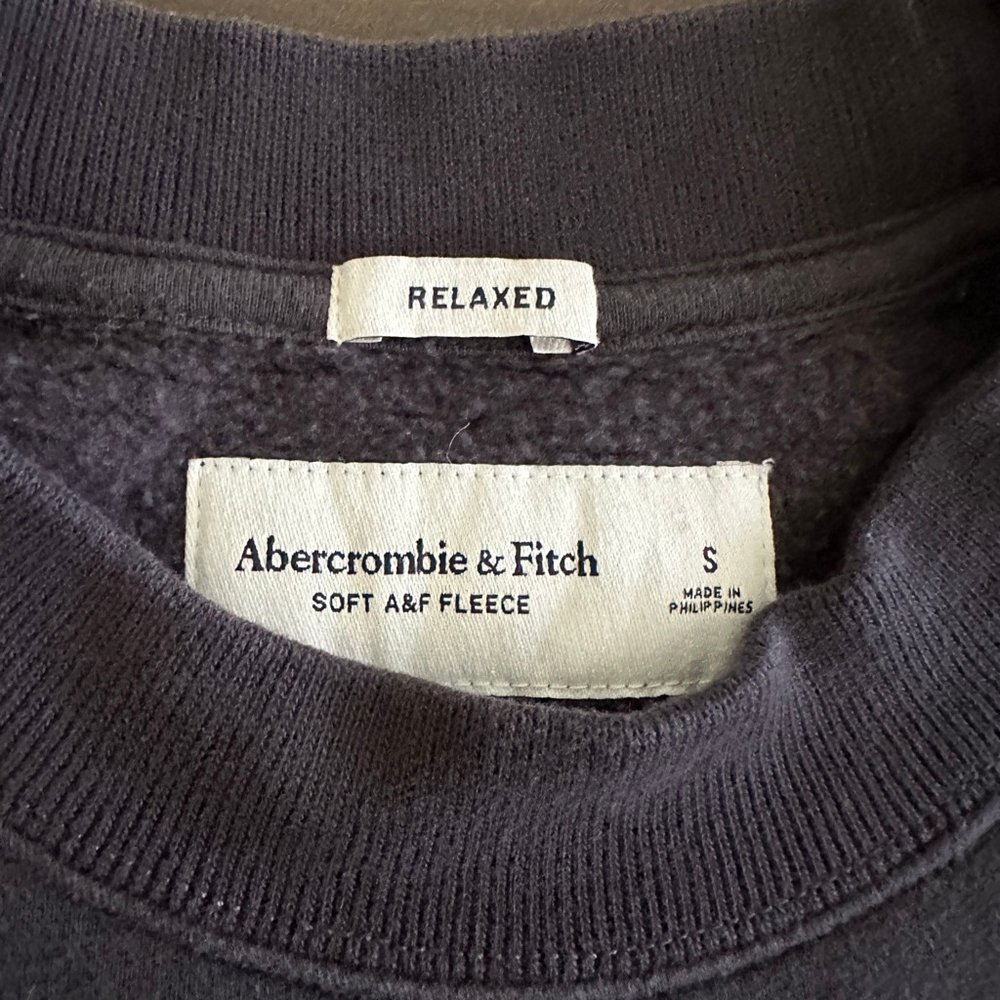 RELAXED
Abercrombie & Fitch
SOFT A&F FLEECE
S
MADE IN
PHILIPPINES